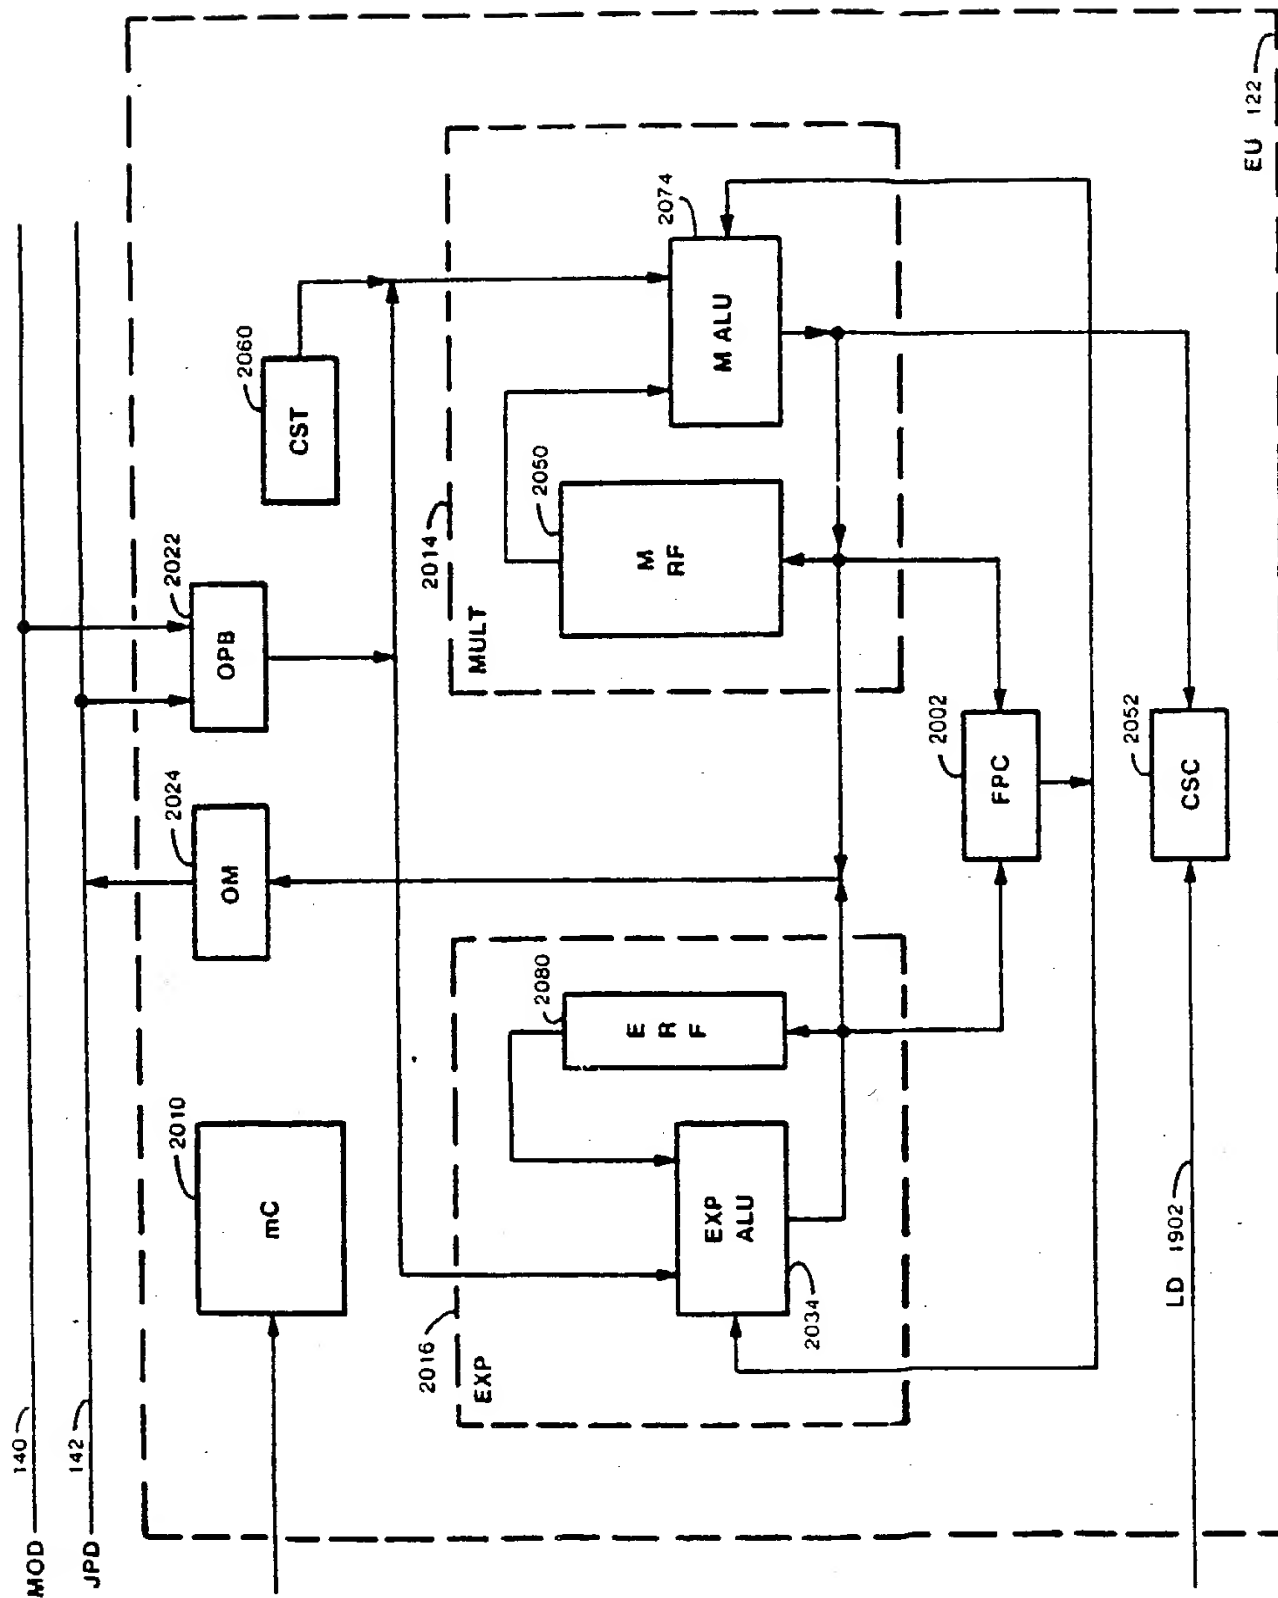 MOD 140
JPD 142
2010
mC
2024
OM
2022
OPB
2060
CST
2016
EXP
EXP
ALU
2034
2080
E
R
F
2014
MULT
2050
M
RF
2074
M ALU
2002
FPC
LD 1902
2052
CSC
EU 122